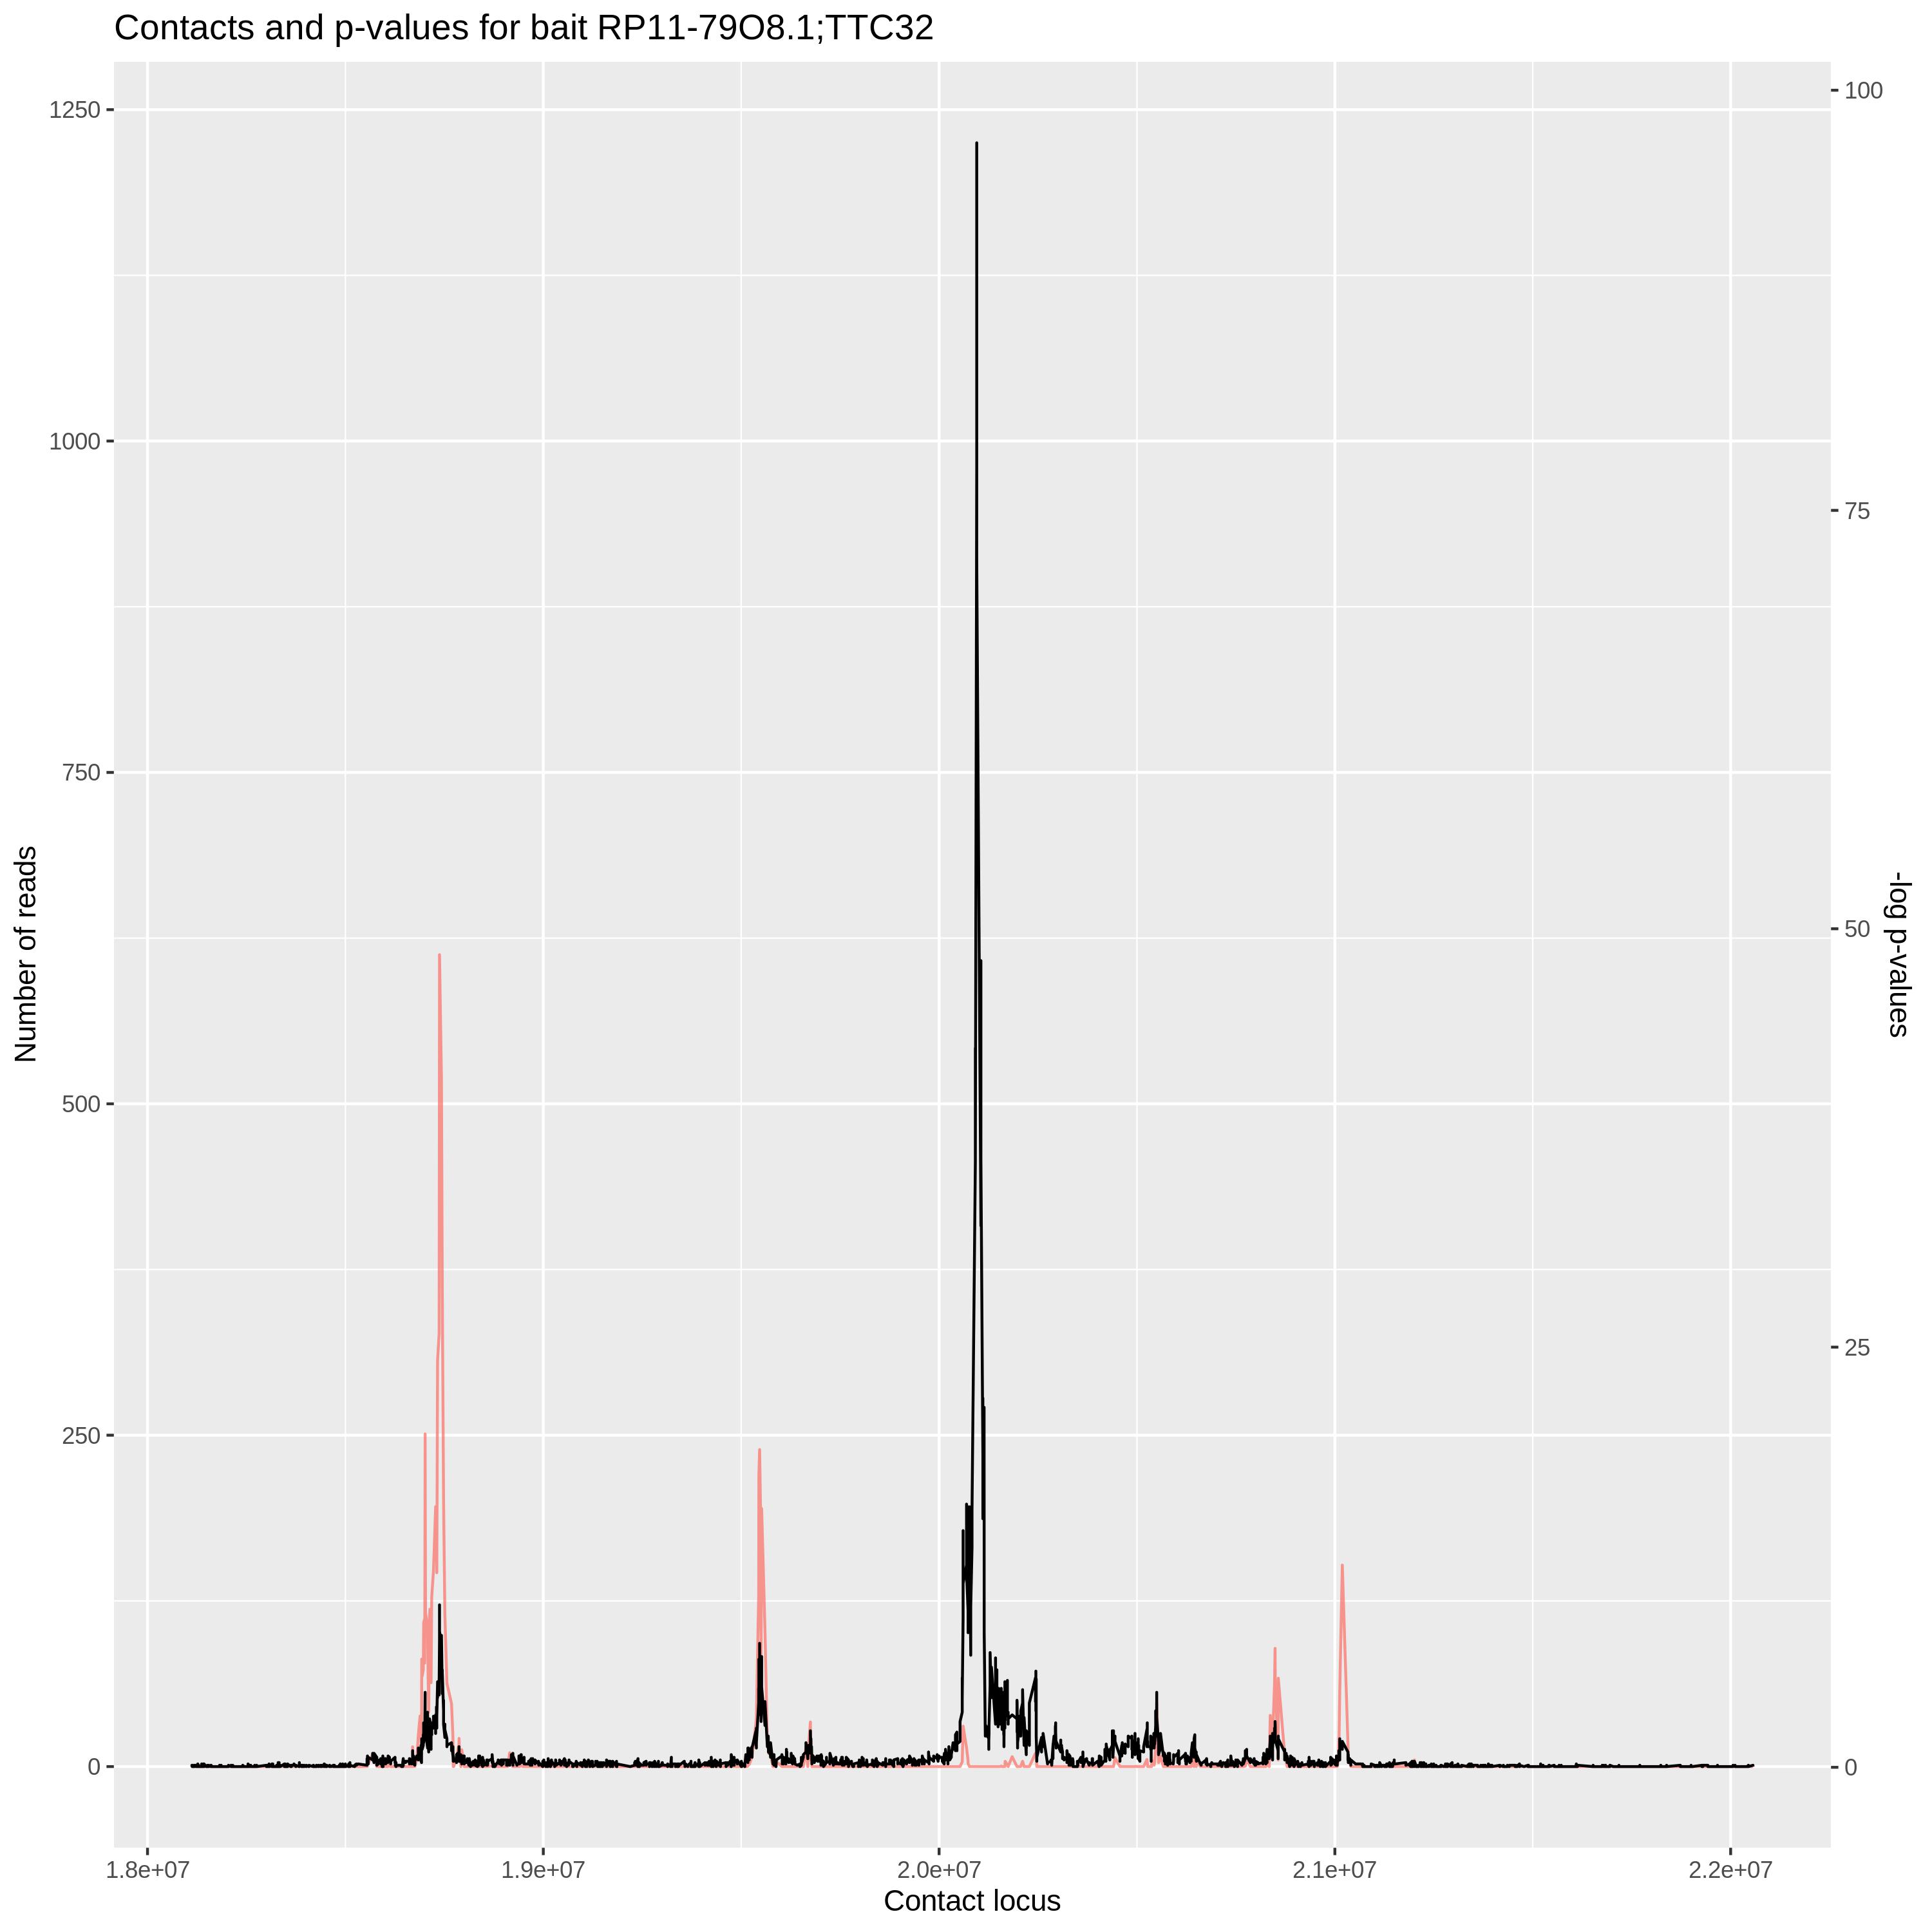 Contacts and p-values for bait RP11-79O8.1;TTC32
1250
1000
750
500
250
0
Number of reads
100
75
50
25
0
-log p-values
1.8e+07
1.9e+07
2.0e+07
2.1e+07
2.2e+07
Contact locus